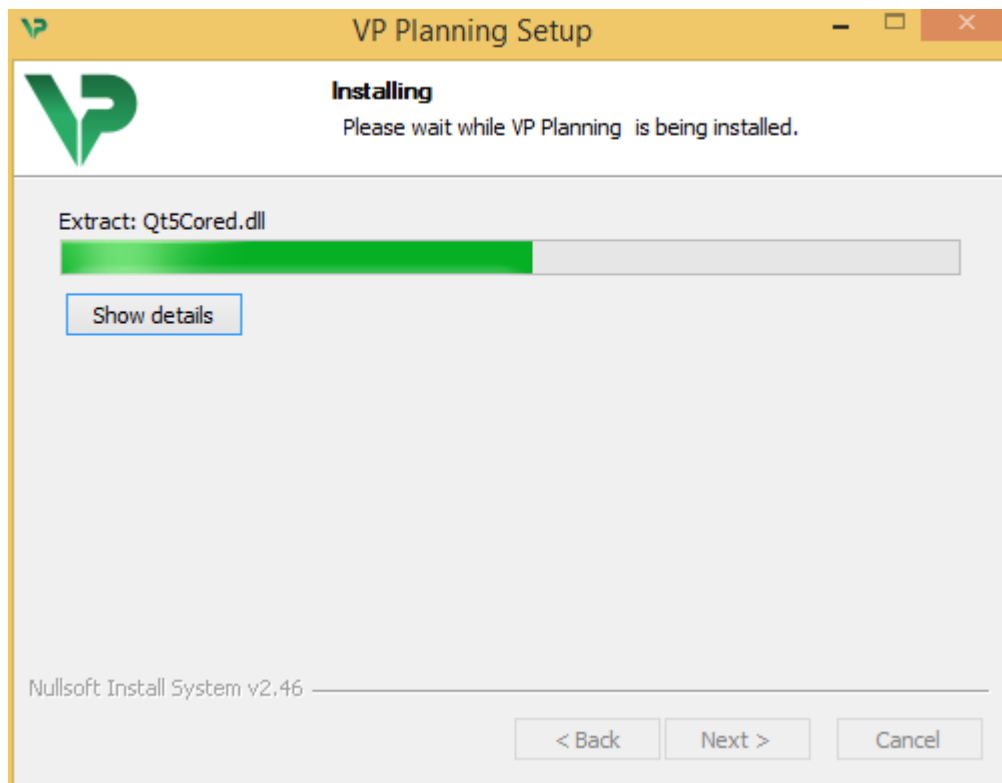 VP Planning Setup
Installing
Please wait while VP Planning  is being installed.
Extract: Qt5Cored.dll
Show details
Nullsoft Install System v2.46
< Back
Next >
Cancel